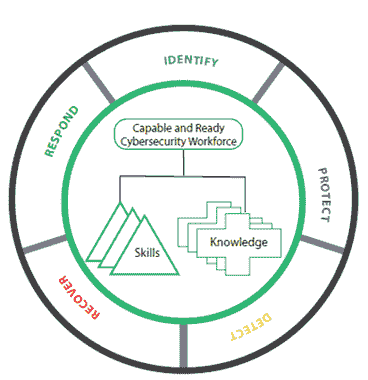 IDENTIFY
PROTECT
DETECT
RECOVER
RESPOND
Capable and Ready
Cybersecurity Workforce
Skills
Knowledge